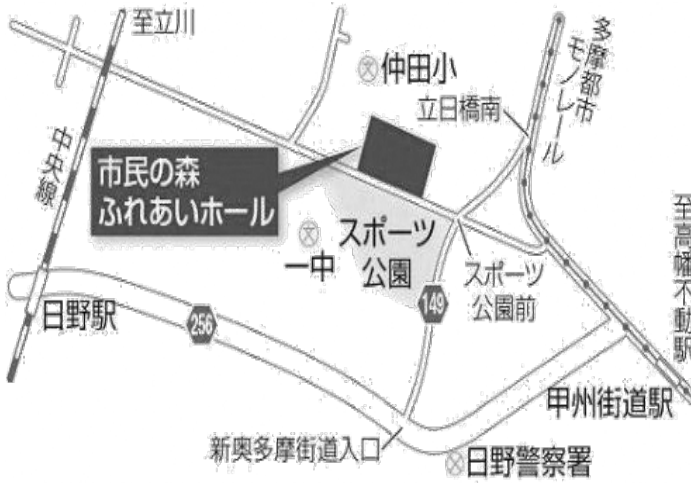 至立川
仲田小
多摩都市
モノレール
立日橋南
中央線
市民の森
ふれあいホール
スポーツ
公園
一中
スポーツ
公園前
至高幡不動駅
149
日野駅
256
甲州街道駅
新奥多摩街道入口
日野警察署